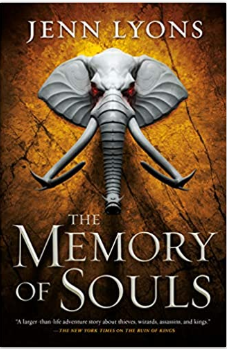 JENN LYONS
THE
MEMORY
OF SOULS
"A larger-than-life adventure story about thieves, wizards, assassins, and kings."
—THE NEW YORK TIMES ON THE RUIN OF KINGS